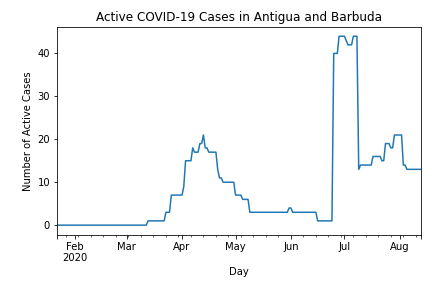 Active COVID-19 Cases in Antigua and Barbuda
Number of Active Cases
40
30
20
10
0
Feb Mar Apr May Jun Jul Aug
2020
Day